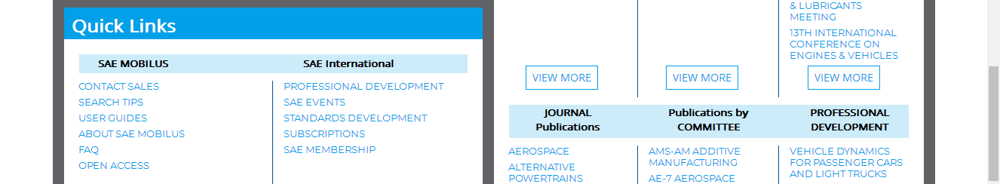 Quick Links
SAE MOBILUS
CONTACT SALES
SEARCH TIPS
USER GUIDES
ABOUT SAE MOBILUS
FAQ
OPEN ACCESS
SAE International
PROFESSIONAL DEVELOPMENT
SAE EVENTS
STANDARDS DEVELOPMENT
SUBSCRIPTIONS
SAE MEMBERSHIP
& LUBRICANTS
MEETING
13TH INTERNATIONAL
CONFERENCE ON
ENGINES & VEHICLES
VIEW MORE
VIEW MORE
VIEW MORE
JOURNAL
Publications
AEROSPACE
ALTERNATIVE
POWERTRAINS
Publications by
COMMITTEE
AMS-AM ADDITIVE
MANUFACTURING
AE-7 AEROSPACE
PROFESSIONAL
DEVELOPMENT
VEHICLE DYNAMICS
FOR PASSENGER CARS
AND LIGHT TRUCKS